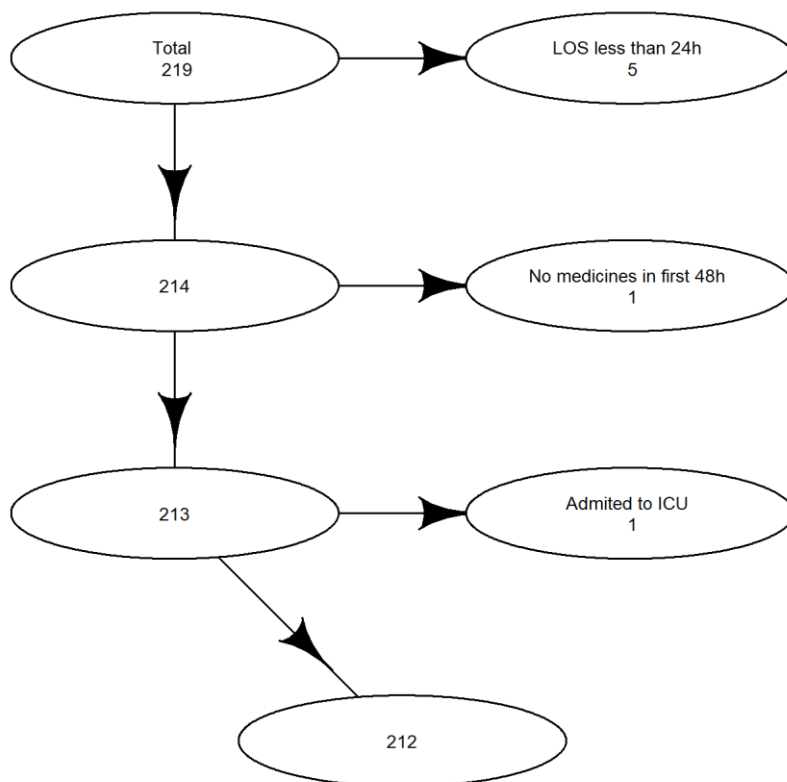 Total
219
LOS less than 24h
5
214
No medicines in first 48h
1
213
Admited to ICU
1
212